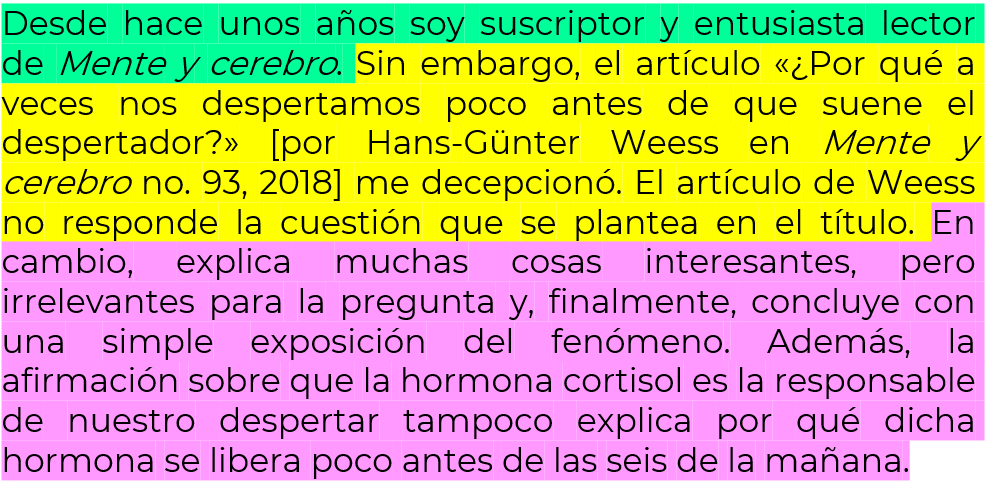 Desde hace unos años soy suscriptor y entusiasta lector
de Mente y cerebro. Sin embargo, el artículo «¿Por qué a
veces nos despertamos poco antes de que suene el
despertador?» [por Hans-Günter Weess en Mente y
cerebro no. 93, 2018] me decepcionó. El artículo de Weess
no responde la cuestión que se plantea en el título. En
cambio, explica muchas cosas interesantes, pero
irrelevantes para la pregunta y, finalmente, concluye con
una simple exposición del fenómeno. Además, la
afirmación sobre que la hormona cortisol es la responsable
de nuestro despertar tampoco explica por qué dicha
hormona se libera poco antes de las seis de la mañana.